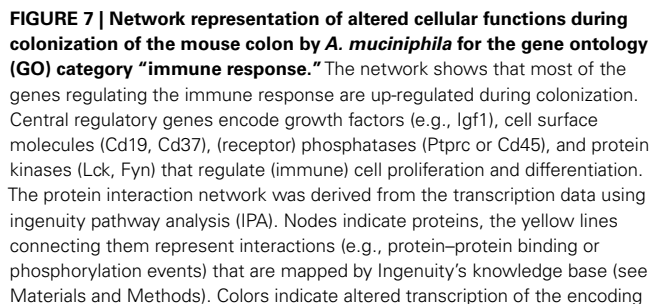 FIGURE 7 | Network representation of altered cellular functions during
colonization of the mouse colon by A. muciniphila for the gene ontology
(GO) category “immune response.” The network shows that most of the
genes regulating the immune response are up-regulated during colonization.
Central regulatory genes encode growth factors (e.g., Igf1), cell surface
molecules (Cd19, Cd37), (receptor) phosphatases (Ptprc or Cd45), and protein
kinases (Lck, Fyn) that regulate (immune) cell proliferation and differentiation.
The protein interaction network was derived from the transcription data using
ingenuity pathway analysis (IPA). Nodes indicate proteins, the yellow lines
connecting them represent interactions (e.g., protein–protein binding or
phosphorylation events) that are mapped by Ingenuity’s knowledge base (see
Materials and Methods). Colors indicate altered transcription of the encoding